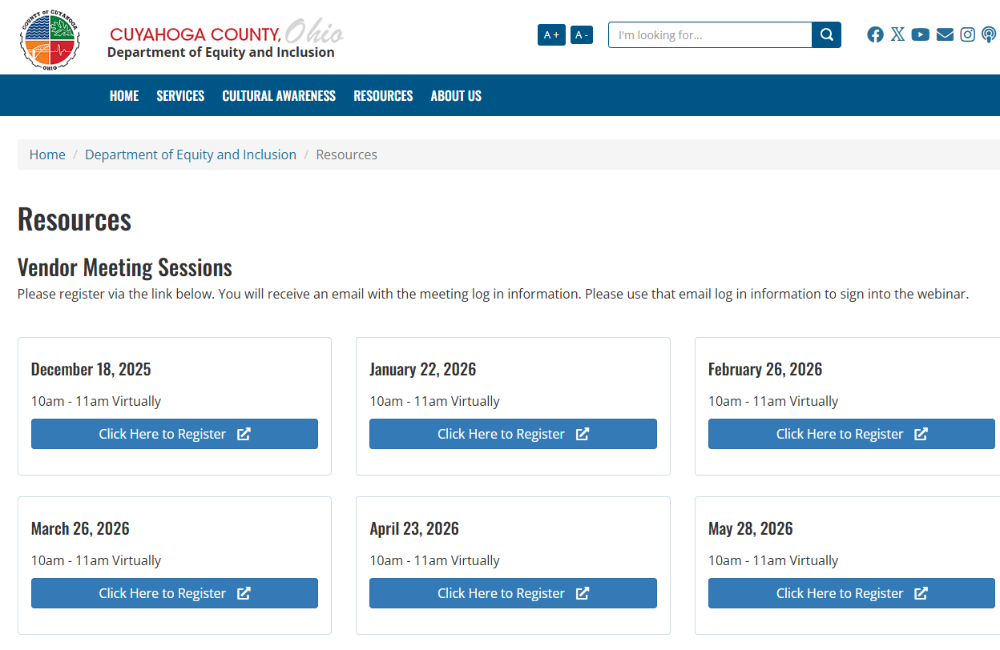 COUNTY OF CUYAHOGA
OHIO
CUYAHOGA COUNTY, Ohio
Department of Equity and Inclusion
A +
A -
I'm looking for...
HOME
SERVICES
CULTURAL AWARENESS
RESOURCES
ABOUT US
Home / Department of Equity and Inclusion / Resources
Resources
Vendor Meeting Sessions
Please register via the link below. You will receive an email with the meeting log in information. Please use that email log in information to sign into the webinar.
December 18, 2025
10am - 11am Virtually
Click Here to Register
January 22, 2026
10am - 11am Virtually
Click Here to Register
February 26, 2026
10am - 11am Virtually
Click Here to Register
March 26, 2026
10am - 11am Virtually
Click Here to Register
April 23, 2026
10am - 11am Virtually
Click Here to Register
May 28, 2026
10am - 11am Virtually
Click Here to Register